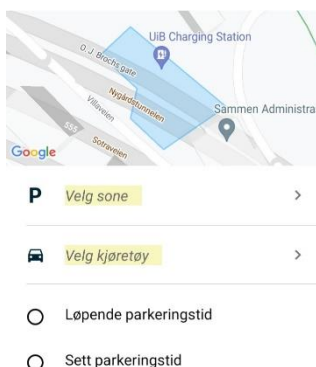 UiB Charging Station
O. J. Brochs gate
Nygårdstunnelen
Villaveien
Sammen Administra
555
Sotraveien
Google
P Velg sone
Velg kjøretøy
Løpende parkeringstid
Sett parkeringstid